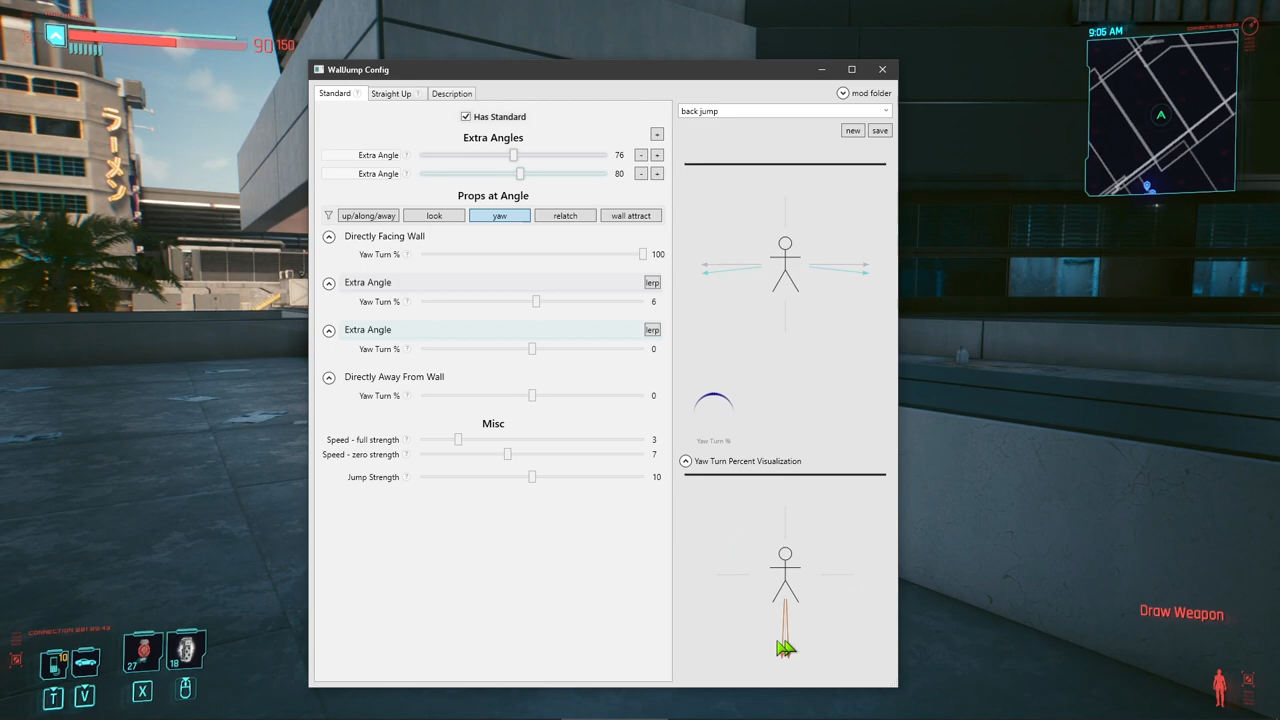 90 150
ラーメン
9:05 AM
WallJump Config
Standard ?
Straight Up ?
Description
mod folder
Has Standard
back jump
new
save
Extra Angles
+
Extra Angle ? 76 - +
Extra Angle ? 80 - +
Props at Angle
up/along/away
look
yaw
relatch
wall attract
Directly Facing Wall
Yaw Turn % ? 100
Extra Angle
lerp
Yaw Turn % ? 6
Extra Angle
lerp
Yaw Turn % ? 0
Directly Away From Wall
Yaw Turn % ? 0
Misc
Speed - full strength ? 3
Speed - zero strength ? 7
Jump Strength ? 10
Yaw Turn %
Yaw Turn Percent Visualization
Draw Weapon
10
27
18
T
V
X